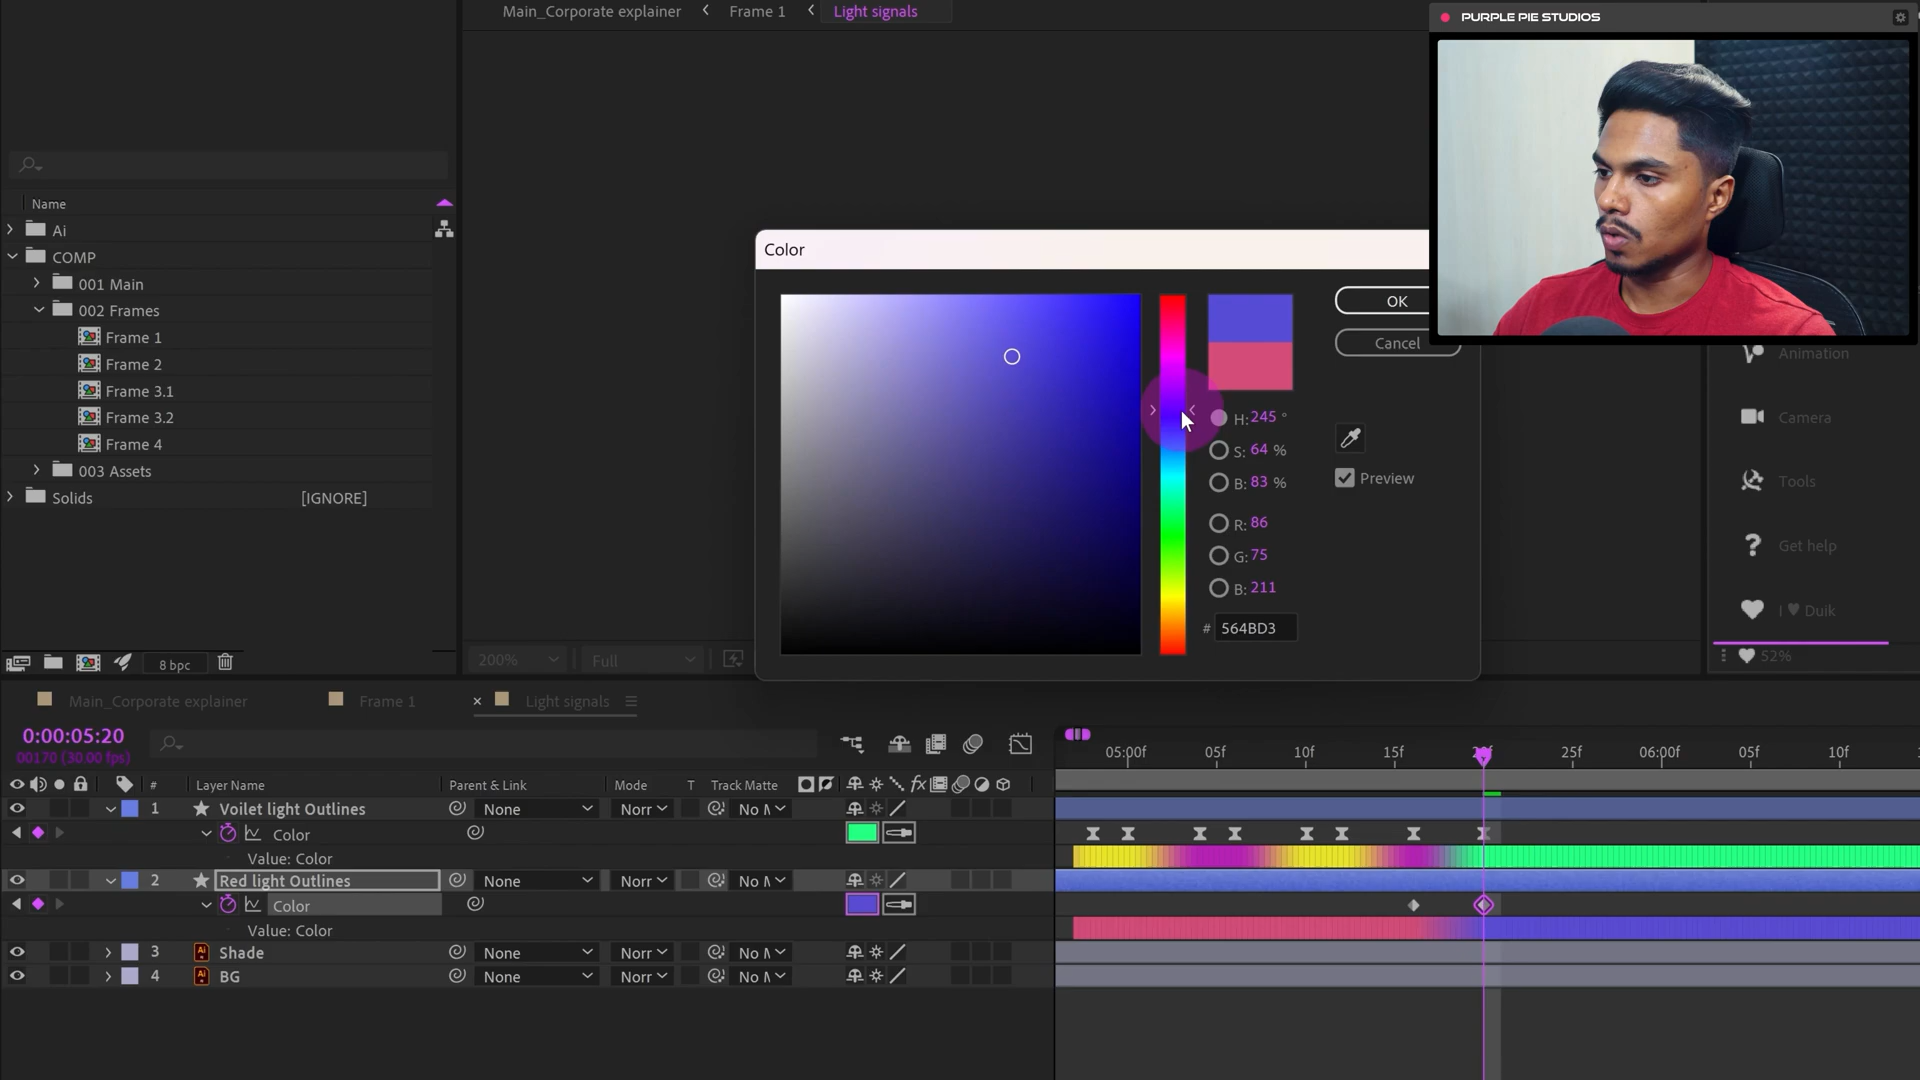 Main_Corporate explainer
Frame 1
Light signals
PURPLE PIE STUDIOS
Name
Ai
COMP
001 Main
002 Frames
Frame 1
Frame 2
Frame 3.1
Frame 3.2
Frame 4
003 Assets
Solids
[IGNORE]
8 bpc
Color
OK
Cancel
H: 245 °
S: 64 %
B: 83 %
R: 86
G: 75
B: 211
# 564BD3
Preview
Animation
Camera
Tools
Get help
I ♥ Duik
52%
200%
Full
Main_Corporate explainer
Frame 1
Light signals
0:00:05:20
00170 (30.00 fps)
05:00f
05f
10f
15f
25f
06:00f
05f
10f
# Layer Name
Parent & Link
Mode
T
Track Matte
1 Voilet light Outlines None Norr No M
Color
Value: Color
2 Red light Outlines None Norr No M
Color
Value: Color
3 Shade None Norr No M
4 BG None Norr No M